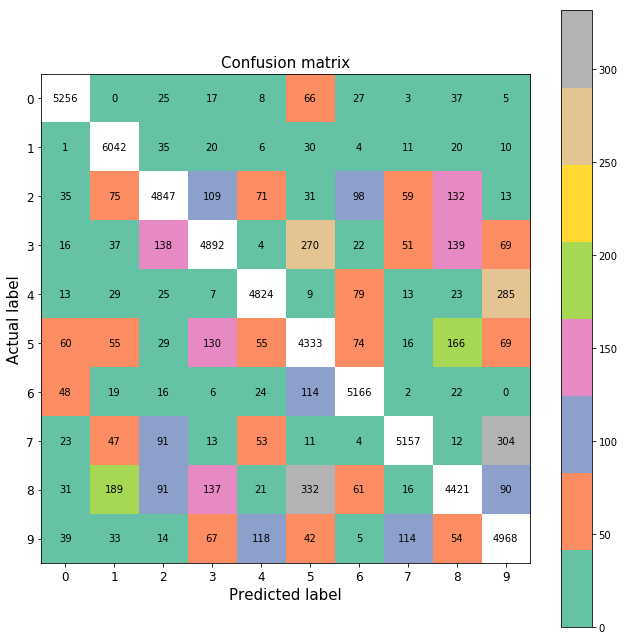 Confusion matrix
0 5256 0 25 17 8 66 27 3 37 5
1 1 6042 35 20 6 30 4 11 20 10
2 35 75 4847 109 71 31 98 59 132 13
3 16 37 138 4892 4 270 22 51 139 69
4 13 29 25 7 4824 9 79 13 23 285
5 60 55 29 130 55 4333 74 16 166 69
6 48 19 16 6 24 114 5166 2 22 0
7 23 47 91 13 53 11 4 5157 12 304
8 31 189 91 137 21 332 61 16 4421 90
9 39 33 14 67 118 42 5 114 54 4968
0 1 2 3 4 5 6 7 8 9
Predicted label
Actual label
300
250
200
150
100
50
0